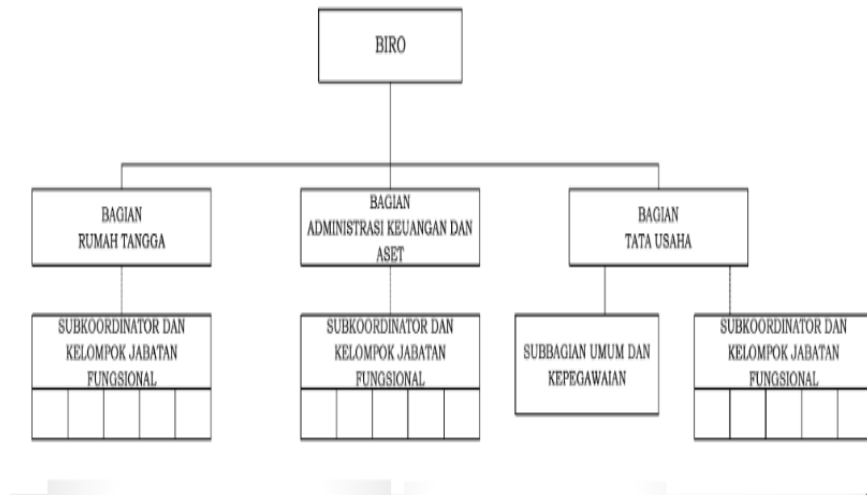 BIRO
BAGIAN
RUMAH TANGGA
BAGIAN
ADMINISTRASI KEUANGAN DAN
ASET
BAGIAN
TATA USAHA
SUBKOORDINATOR DAN
KELOMPOK JABATAN
FUNGSIONAL
SUBKOORDINATOR DAN
KELOMPOK JABATAN
FUNGSIONAL
SUBBAGIAN UMUM DAN
KEPEGAWAIAN
SUBKOORDINATOR DAN
KELOMPOK JABATAN
FUNGSIONAL